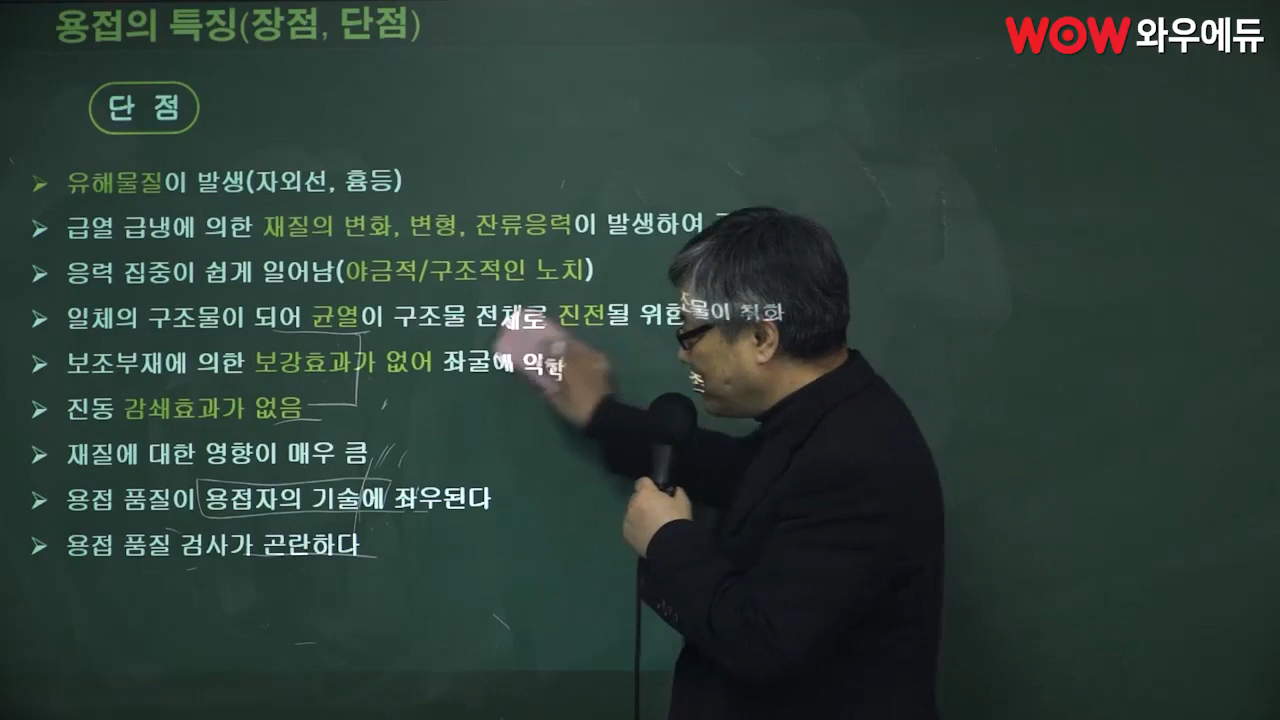 용접의 특징(장점, 단점)
WOW 와우에듀
단 점
➢ 유해물질이 발생(자외선, 흄등)
➢ 급열 급냉에 의한 재질의 변화, 변형, 잔류응력이 발생하여
➢ 응력 집중이 쉽게 일어남(야금적/구조적인 노치)
➢ 일체의 구조물이 되어 균열이 구조물 전체로 진전될 위험
➢ 보조부재에 의한 보강효과가 없어 좌굴에 약함
➢ 진동 감쇄효과가 없음
➢ 재질에 대한 영향이 매우 큼
➢ 용접 품질이 용접자의 기술에 좌우된다
➢ 용접 품질 검사가 곤란하다